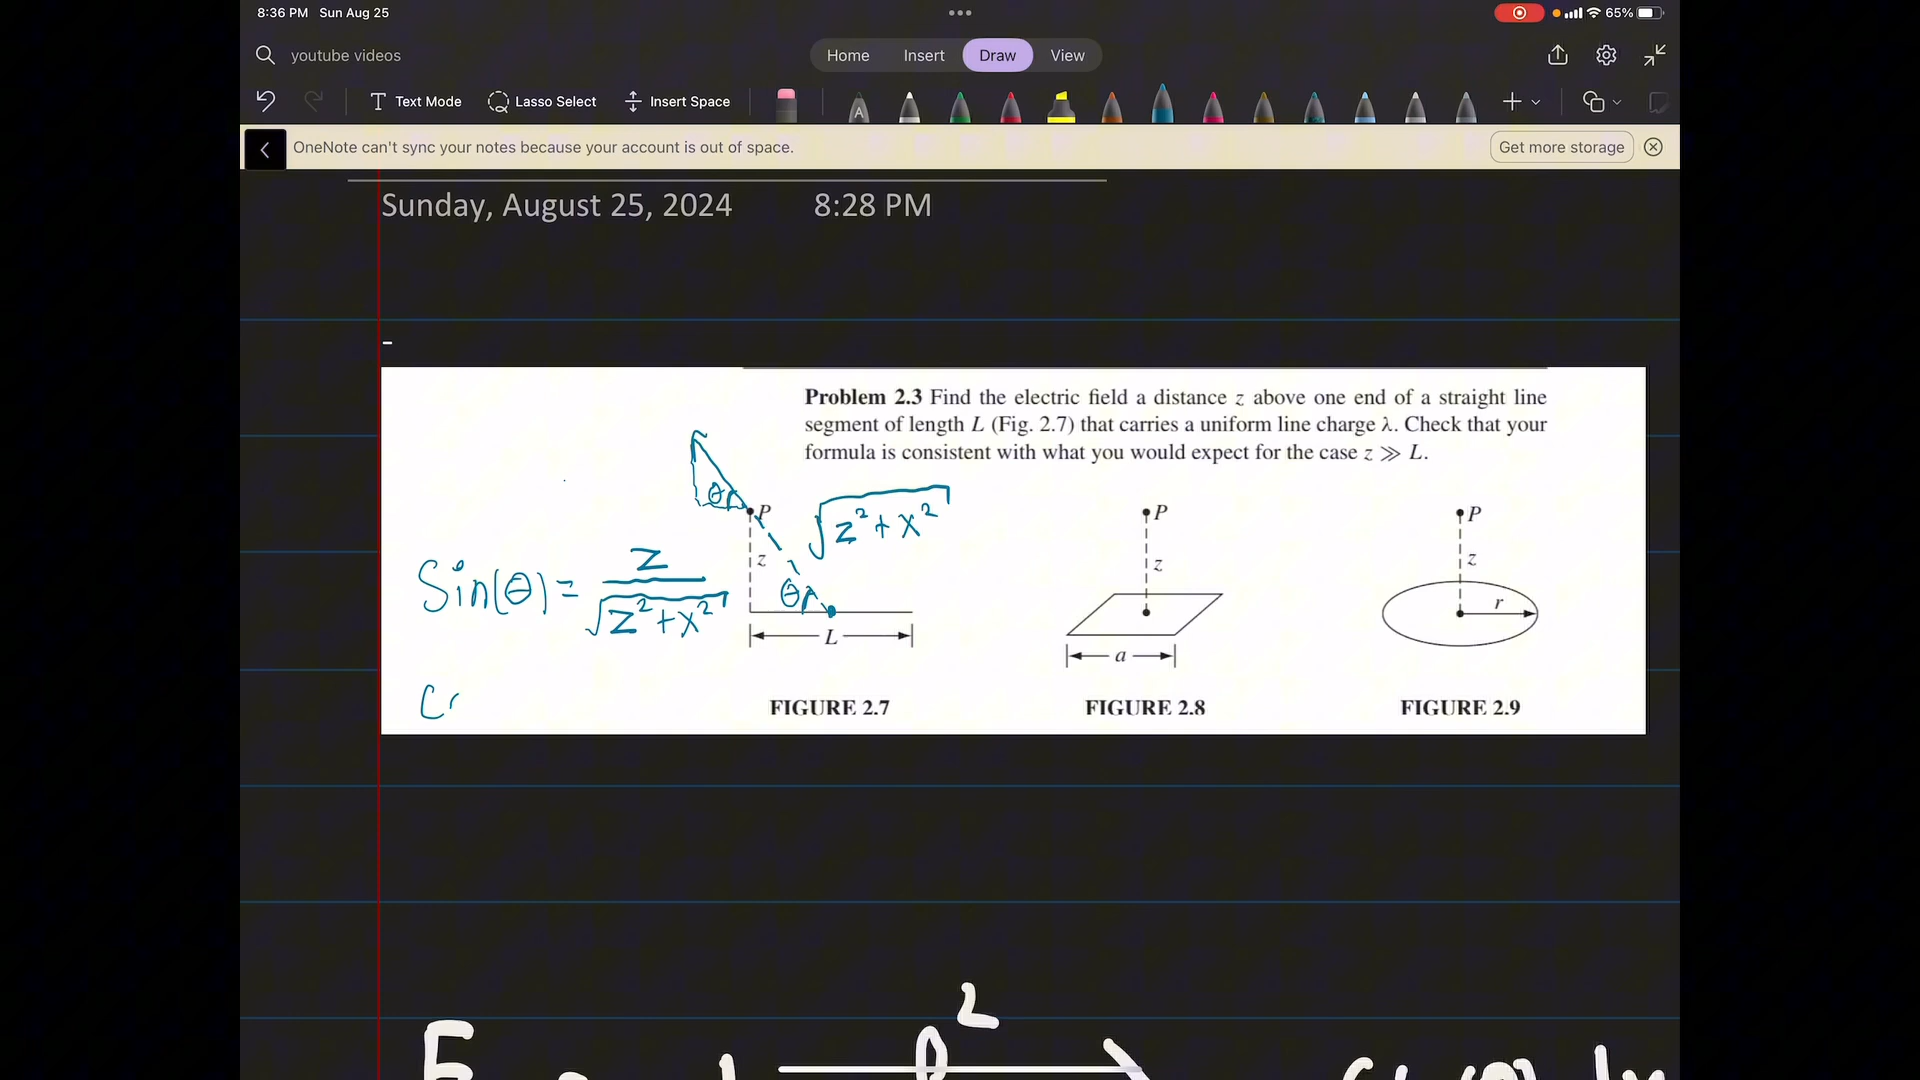 8:36 PM Sun Aug 25
65%
youtube videos
Home Insert Draw View
Text Mode Lasso Select Insert Space
A
OneNote can't sync your notes because your account is out of space.
Get more storage
Sunday, August 25, 2024 8:28 PM
-
Problem 2.3 Find the electric field a distance z above one end of a straight line
segment of length L (Fig. 2.7) that carries a uniform line charge λ. Check that your
formula is consistent with what you would expect for the case z ≫ L.
θ
P
√z²+x²
z
Sin(θ) = z/√z²+x²
θ
L
P
z
a
P
z
r
FIGURE 2.7 FIGURE 2.8 FIGURE 2.9